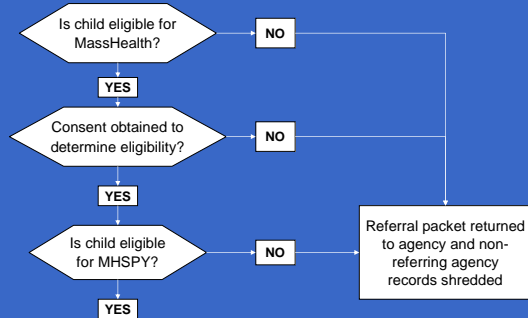 Is child eligible for
MassHealth?
NO
YES
Consent obtained to
determine eligibility?
NO
YES
Is child eligible
for MHSPY?
NO
Referral packet returned
to agency and non-
referring agency
records shredded
YES